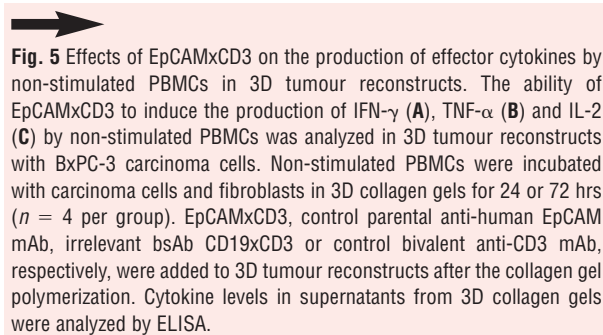 Fig. 5 Effects of EpCAMxCD3 on the production of effector cytokines by
non-stimulated PBMCs in 3D tumour reconstructs. The ability of
EpCAMxCD3 to induce the production of IFN-γ (A), TNF-α (B) and IL-2
(C) by non-stimulated PBMCs was analyzed in 3D tumour reconstructs
with BxPC-3 carcinoma cells. Non-stimulated PBMCs were incubated
with carcinoma cells and fibroblasts in 3D collagen gels for 24 or 72 hrs
(n = 4 per group). EpCAMxCD3, control parental anti-human EpCAM
mAb, irrelevant bsAb CD19xCD3 or control bivalent anti-CD3 mAb,
respectively, were added to 3D tumour reconstructs after the collagen gel
polymerization. Cytokine levels in supernatants from 3D collagen gels
were analyzed by ELISA.